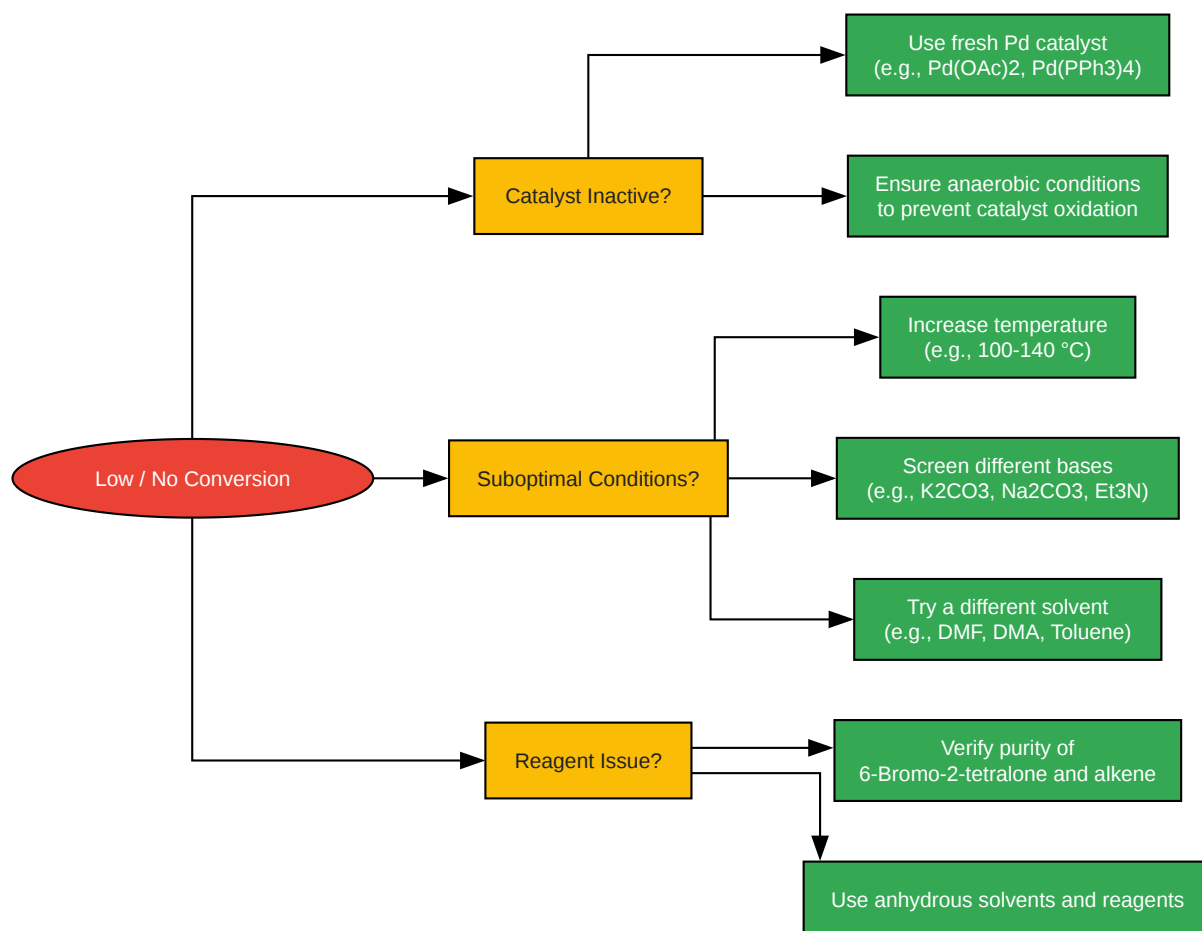 Use fresh Pd catalyst
(e.g., Pd(OAc)2, Pd(PPh3)4)
Catalyst Inactive?
Ensure anaerobic conditions
to prevent catalyst oxidation
Increase temperature
(e.g., 100-140 °C)
Low / No Conversion
Suboptimal Conditions?
Screen different bases
(e.g., K2CO3, Na2CO3, Et3N)
Try a different solvent
(e.g., DMF, DMA, Toluene)
Reagent Issue?
Verify purity of
6-Bromo-2-tetralone and alkene
Use anhydrous solvents and reagents